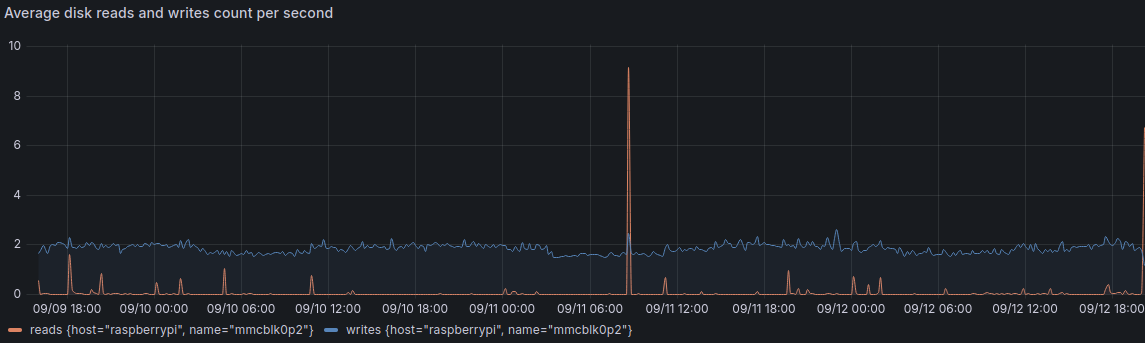 Average disk reads and writes count per second
10
8
6
4
2
0
09/09 18:00 09/10 00:00 09/10 06:00 09/10 12:00 09/10 18:00 09/11 00:00 09/11 06:00 09/11 12:00 09/11 18:00 09/12 00:00 09/12 06:00 09/12 12:00 09/12 18:00
reads {host="raspberrypi", name="mmcblk0p2"} writes {host="raspberrypi", name="mmcblk0p2"}